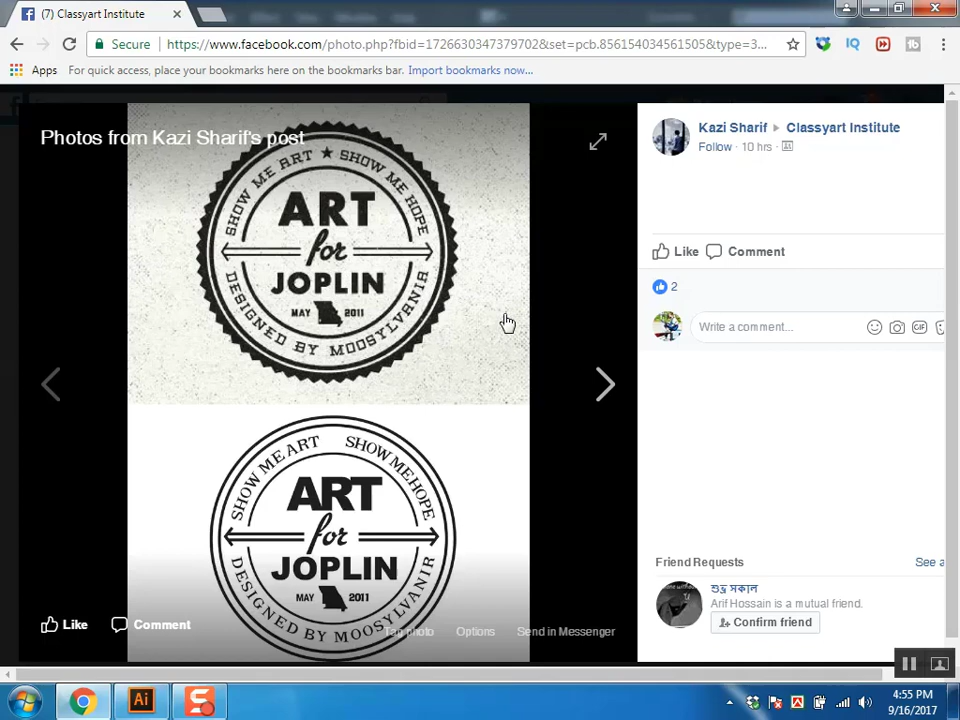 (7) Classyart Institute
Secure
https://www.facebook.com/photo.php?fbid=1726630347379702&set=pcb.856154034561505&type=3...
Apps
For quick access, place your bookmarks here on the bookmarks bar. Import bookmarks now...
Photos from Kazi Sharif's post
SHOW ME ART ★ SHOW ME HOPE
ART
for
JOPLIN
MAY 2011
DESIGNED BY MOOSYLVANIR
SHOW ME ART SHOW ME HOPE
ART
for
JOPLIN
MAY 2011
DESIGNED BY MOOSYLVANIR
Like Comment
Tag photo Options Send in Messenger
Kazi Sharif ▸ Classyart Institute
Follow · 10 hrs ·
Like Comment
2
Write a comment...
GIF
Friend Requests See a
শুভ্র সকাল
Arif Hossain is a mutual friend.
Confirm friend
Ai
S
4:55 PM
9/16/2017